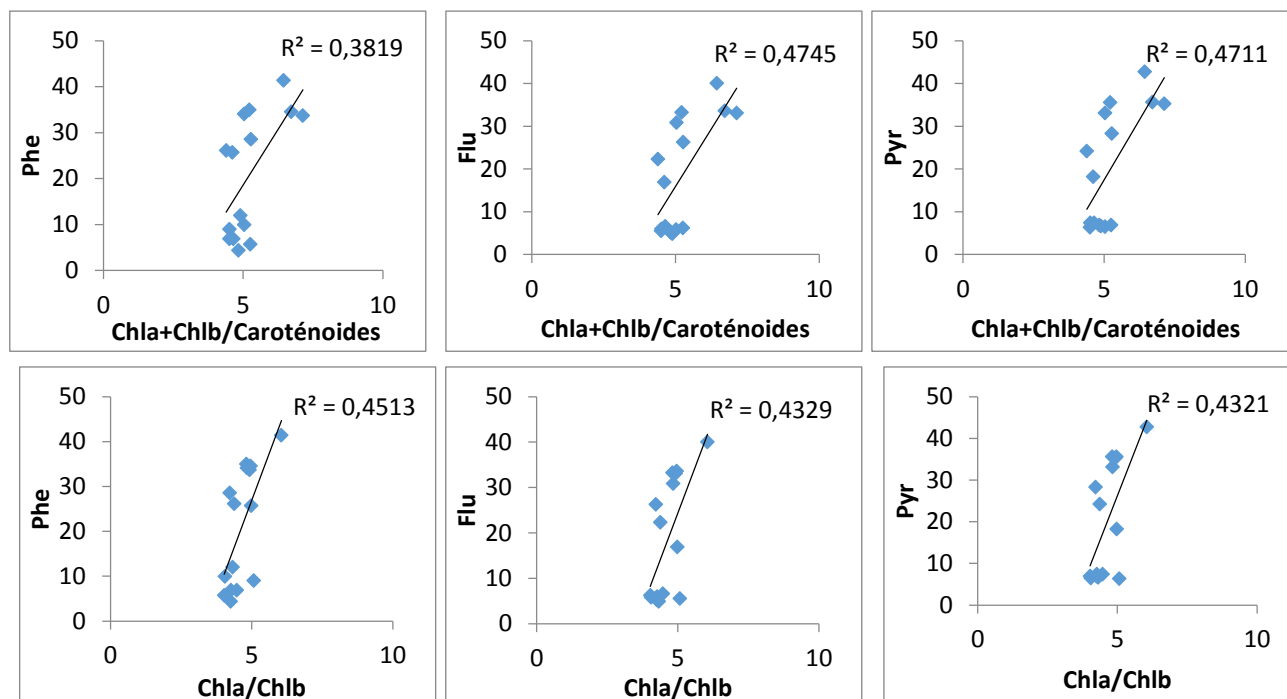 R² = 0,3819
50
40
30
20
10
0
Phe
0 5 10
Chla+Chlb/Caroténoides
R² = 0,4745
50
40
30
20
10
0
Flu
0 5 10
Chla+Chlb/Caroténoides
R² = 0,4711
50
40
30
20
10
0
Pyr
0 5 10
Chla+Chlb/Caroténoides
R² = 0,4513
50
40
30
20
10
0
Phe
0 5 10
Chla/Chlb
R² = 0,4329
50
40
30
20
10
0
Flu
0 5 10
Chla/Chlb
R² = 0,4321
50
40
30
20
10
0
Pyr
0 5 10
Chla/Chlb